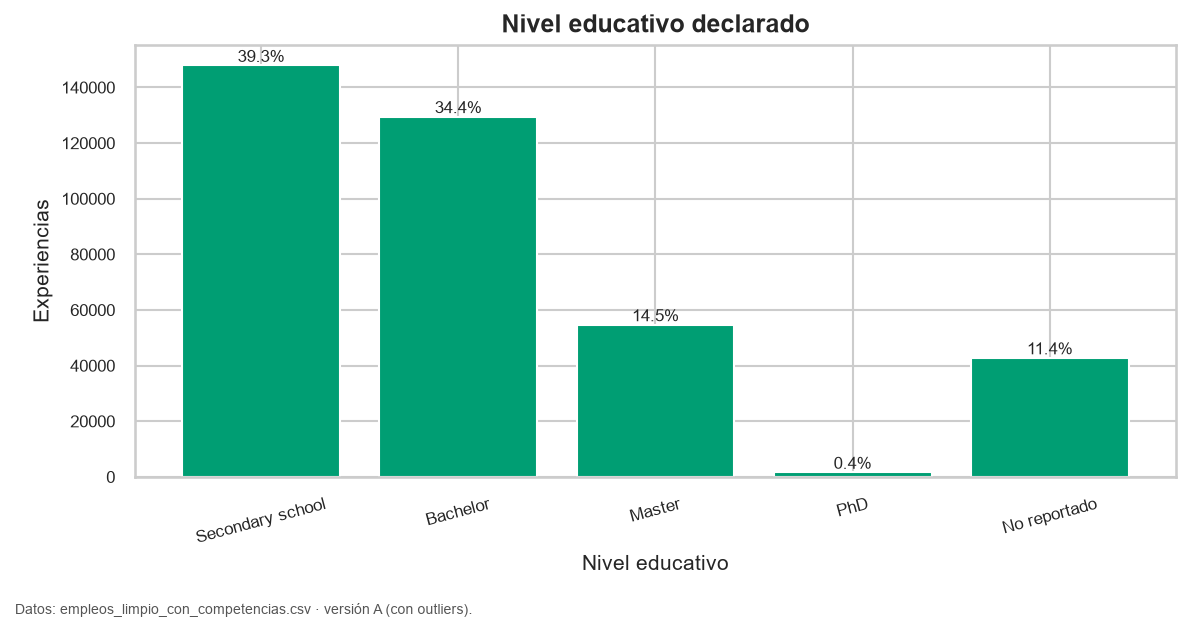 Nivel educativo declarado
39.3%
34.4%
14.5%
0.4%
11.4%
140000
120000
100000
80000
60000
40000
20000
0
Experiencias
Secondary school
Bachelor
Master
PhD
No reportado
Nivel educativo
Datos: empleos_limpio_con_competencias.csv · versión A (con outliers).